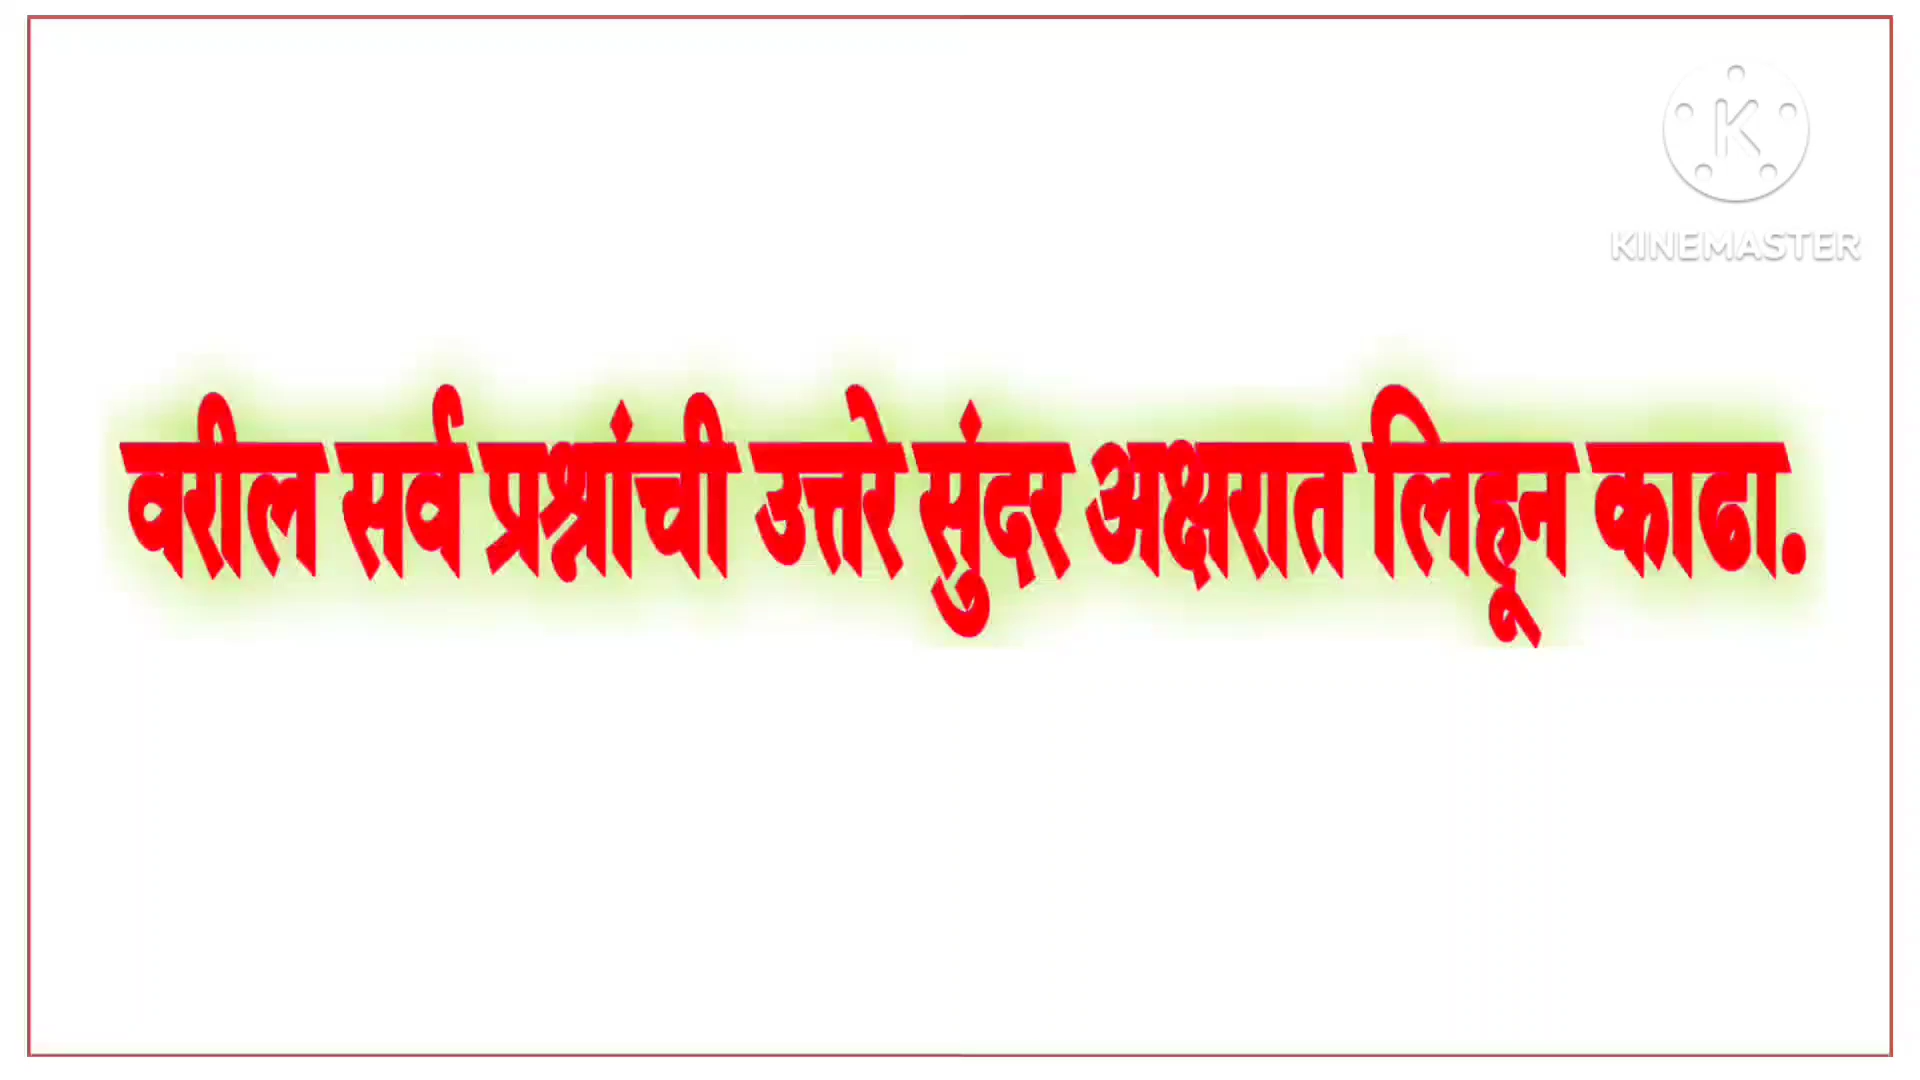 KINEMASTER
वरील सर्व प्रश्नांची उत्तरे सुंदर अक्षरात लिहून काढा.